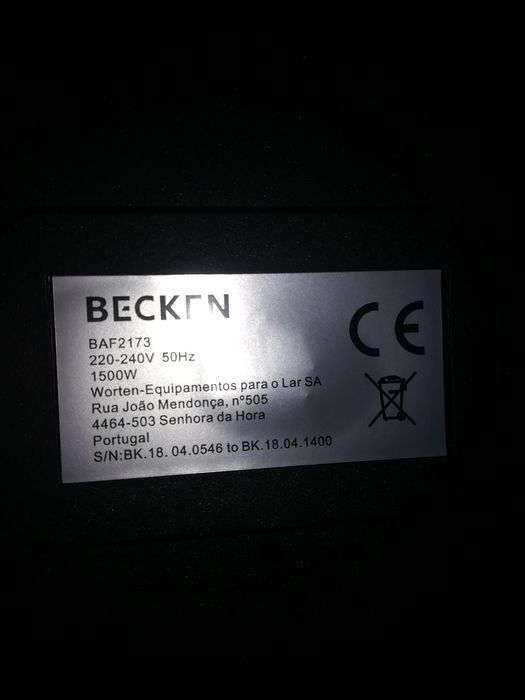 BECKEN
BAF2173
220-240V 50Hz
1500W
Worten-Equipamentos para o Lar SA
Rua João Mendonça, nº505
4464-503 Senhora da Hora
Portugal
S/N:BK.18. 04.0546 to BK.18.04.1400
CE